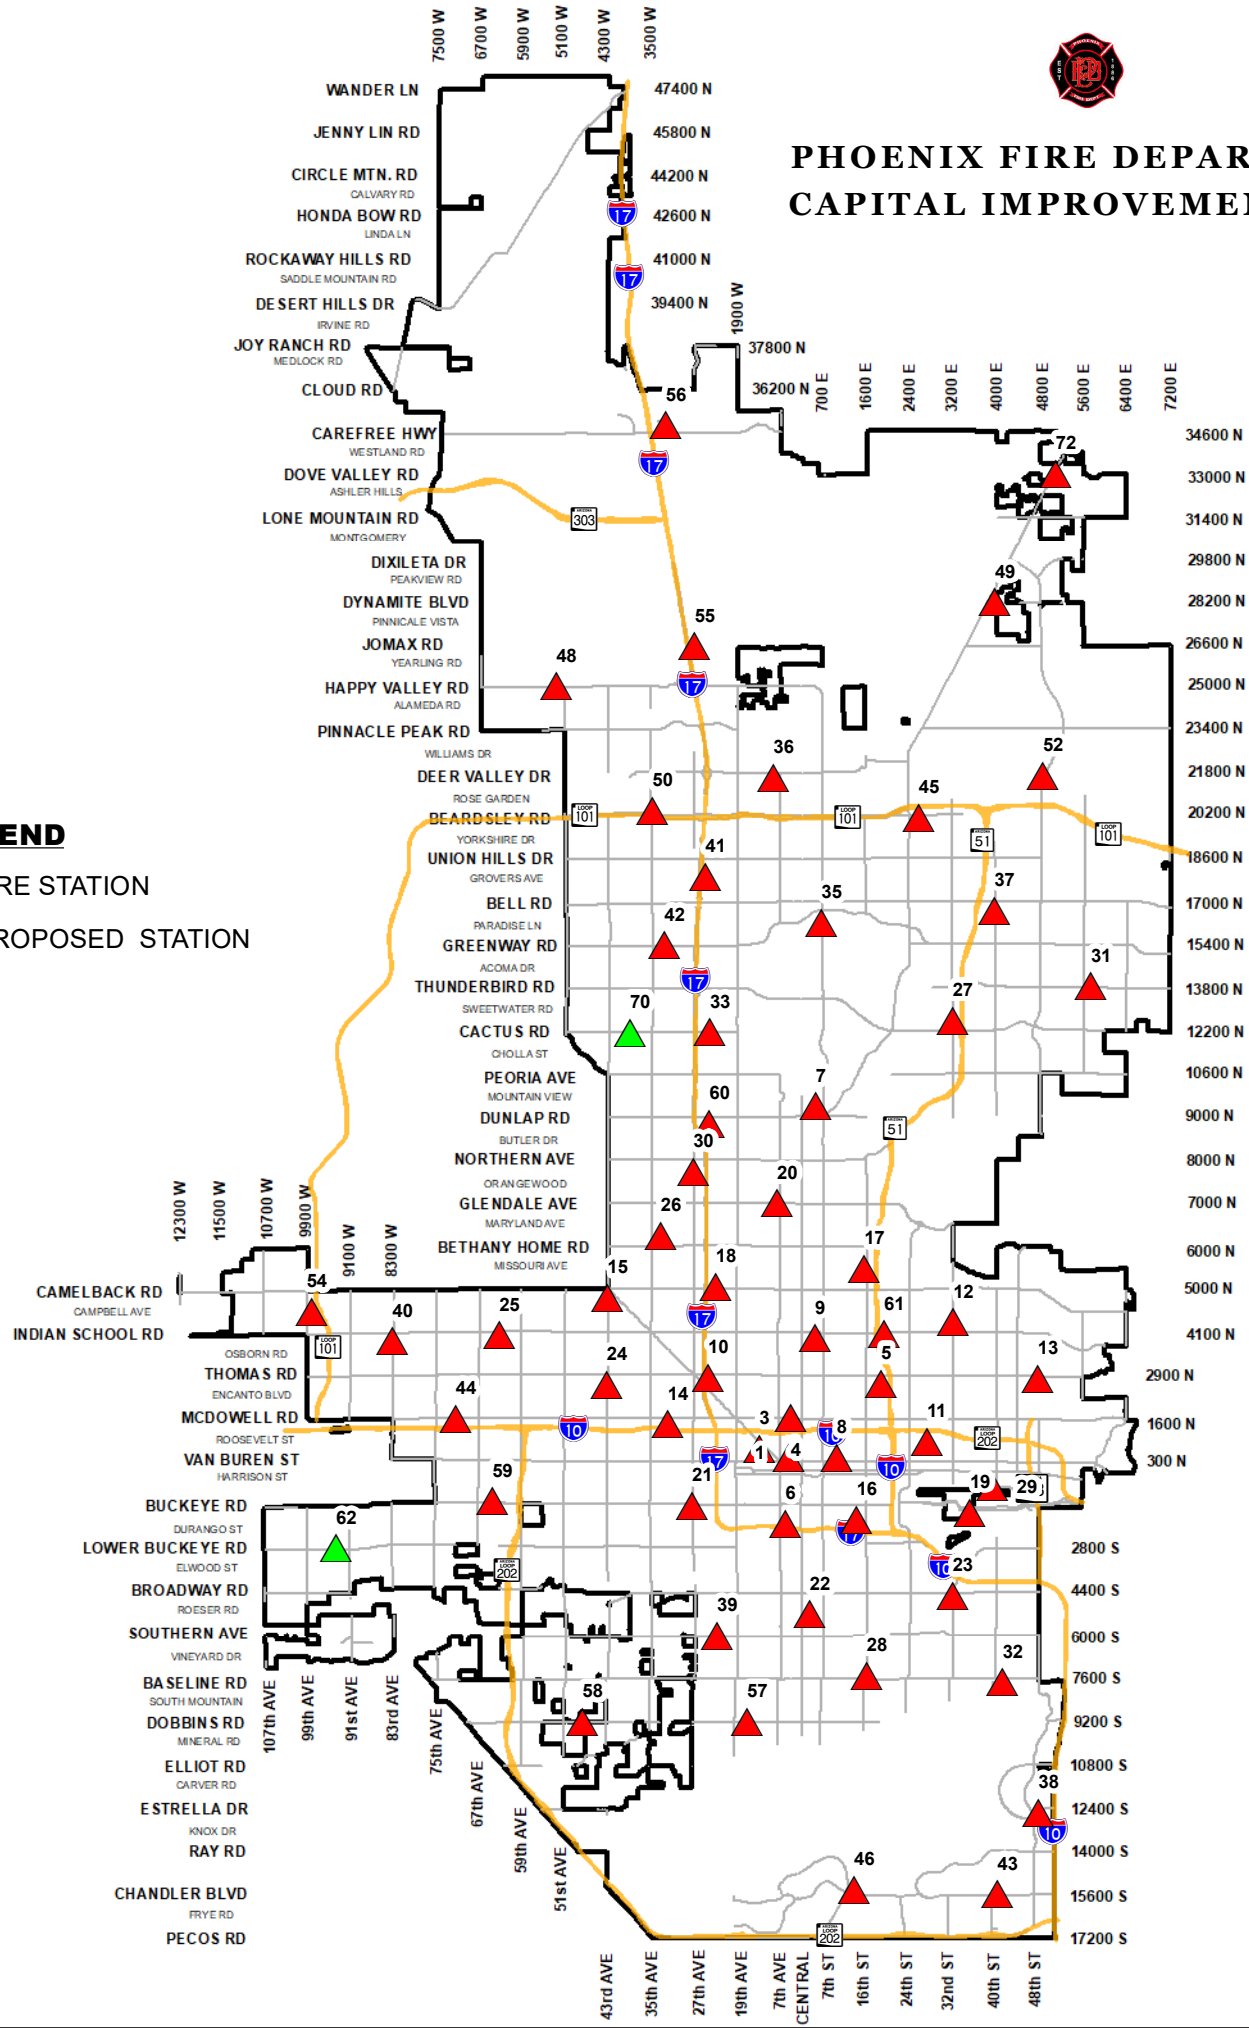 7500 W
6700 W
5900 W
5100 W
4300 W
3500 W
PHOENIX FIRE DEPAR
CAPITAL IMPROVEME
WANDER LN
47400 N
JENNY LIN RD
45800 N
CIRCLE MTN. RD
44200 N
CALVARY RD
HONDA BOW RD
17
42600 N
LINDA LN
ROCKAWAY HILLS RD
41000 N
SADDLE MOUNTAIN RD
17
DESERT HILLS DR
39400 N
1900 W
IRVINE RD
JOY RANCH RD
37800 N
MEDLOCK RD
CLOUD RD
36200 N
700 E
1600 E
2400 E
3200 E
4000 E
4800 E
5600 E
6400 E
7200 E
56
CAREFREE HWY
34600 N
WESTLAND RD
72
17
DOVE VALLEY RD
33000 N
ASHLER HILLS
LONE MOUNTAIN RD
303
31400 N
MONTGOMERY
DIXILETA DR
29800 N
PEAKVIEW RD
49
DYNAMITE BLVD
28200 N
PINNICALE VISTA
55
JOMAX RD
26600 N
YEARLING RD
48
HAPPY VALLEY RD
17
25000 N
ALAMEDA RD
PINNACLE PEAK RD
23400 N
WILLIAMS DR
36
52
DEER VALLEY DR
50
45
21800 N
ROSE GARDEN
BEARDSLEY RD
LOOP 101
LOOP 101
20200 N
LOOP 101
END
YORKSHIRE DR
41
51
UNION HILLS DR
18600 N
GROVERS AVE
RE STATION
37
BELL RD
35
17000 N
PARADISE LN
42
ROPOSED STATION
GREENWAY RD
15400 N
ACOMA DR
31
THUNDERBIRD RD
17
27
13800 N
SWEETWATER RD
70
33
CACTUS RD
12200 N
CHOLLA ST
PEORIA AVE
7
10600 N
MOUNTAIN VIEW
60
DUNLAP RD
51
9000 N
BUTLER DR
30
NORTHERN AVE
8000 N
ORANGEWOOD
20
GLENDALE AVE
7000 N
26
MARYLAND AVE
12300 W
11500 W
10700 W
9900 W
9100 W
8300 W
BETHANY HOME RD
17
6000 N
MISSOURI AVE
15
18
CAMELBACK RD
54
5000 N
CAMPBELL AVE
40
25
17
9
61
12
INDIAN SCHOOL RD
4100 N
LOOP 101
OSBORN RD
24
10
5
13
THOMAS RD
2900 N
ENCANTO BLVD
44
14
MCDOWELL RD
10
3
10
8
11
LOOP 202
1600 N
ROOSEVELT ST
VAN BUREN ST
17
1
4
10
300 N
HARRISON ST
59
21
19
29
BUCKEYE RD
6
16
62
DURANGO ST
17
LOWER BUCKEYE RD
2800 S
ELWOOD ST
LOOP 202
10
23
BROADWAY RD
22
4400 S
ROESER RD
39
SOUTHERN AVE
28
32
6000 S
VINEYARD DR
BASELINE RD
7600 S
SOUTH MOUNTAIN
58
57
DOBBINS RD
9200 S
MINERAL RD
107th AVE
99th AVE
91st AVE
83rd AVE
75th AVE
67th AVE
59th AVE
51st AVE
ELLIOT RD
10800 S
CARVER RD
38
ESTRELLA DR
12400 S
KNOX DR
10
RAY RD
14000 S
46
43
CHANDLER BLVD
15600 S
FRYE RD
PECOS RD
LOOP 202
17200 S
43rd AVE
35th AVE
27th AVE
19th AVE
7th AVE
CENTRAL
7th ST
16th ST
24th ST
32nd ST
40th ST
48th ST